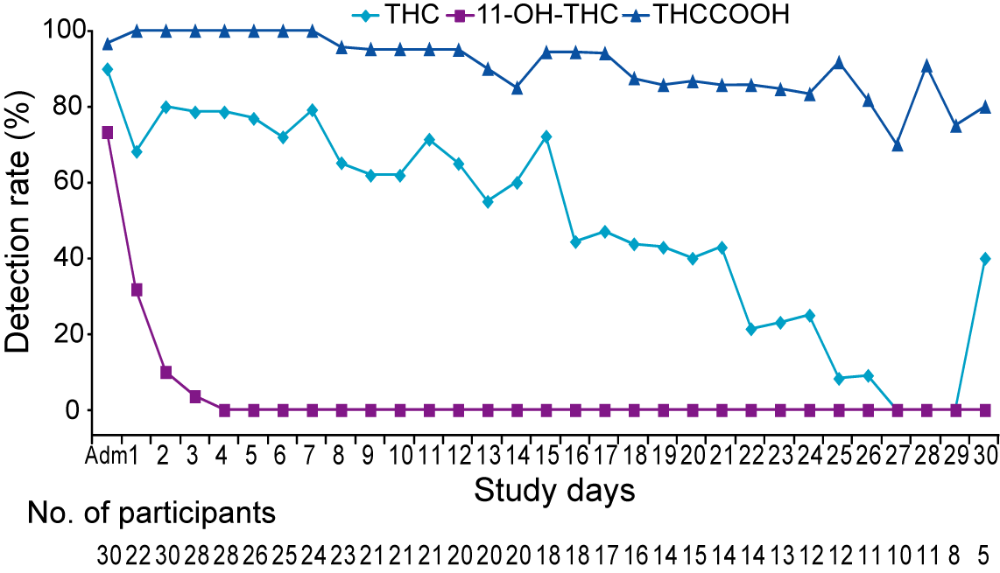 THC 11-OH-THC THCCOOH
100
80
60
40
20
0
Detection rate (%)
Adm1 2 3 4 5 6 7 8 9 10 11 12 13 14 15 16 17 18 19 20 21 22 23 24 25 26 27 28 29 30
Study days
No. of participants
30 22 30 28 28 26 25 24 23 21 21 21 20 20 20 18 18 17 16 14 15 14 14 13 12 12 11 10 11 8 5